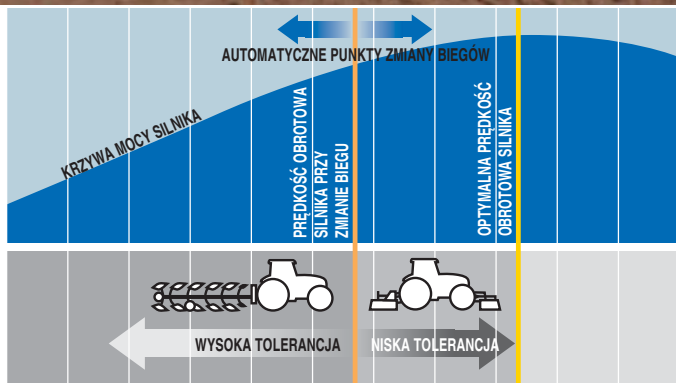 AUTOMATYCZNE PUNKTY ZMIANY BIEGÓW
KRZYWA MOCY SILNIKA
PRĘDKOŚĆ OBROTOWA
SILNIKA PRZY
ZMIANIE BIEGU
OPTYMALNA PRĘDKOŚĆ
OBROTOWA SILNIKA
WYSOKA TOLERANCJA
NISKA TOLERANCJA